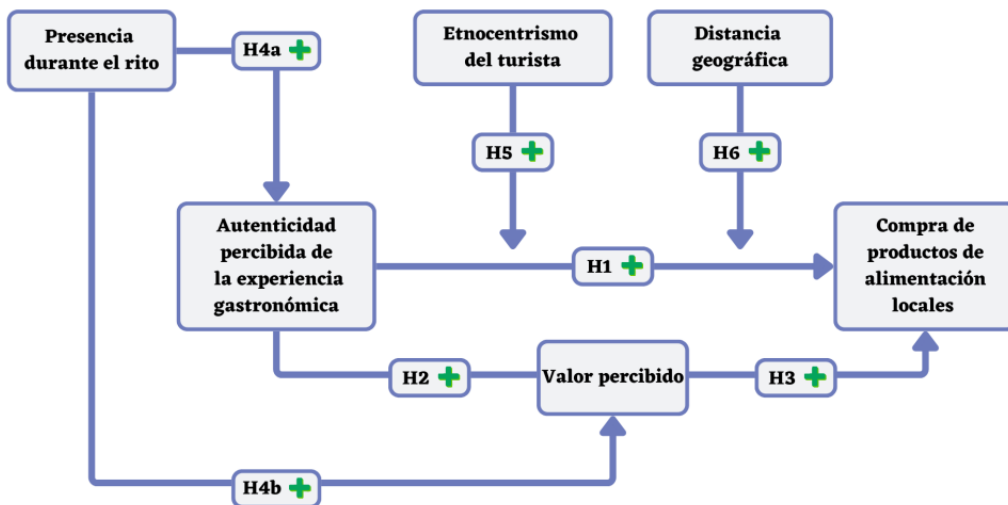 Presencia
durante el rito
H4a +
Etnocentrismo
del turista
Distancia
geográfica
H5 +
H6 +
Autenticidad
percibida de
la experiencia
gastronómica
H1 +
Compra de
productos de
alimentación
locales
H2 +
Valor percibido
H3 +
H4b +